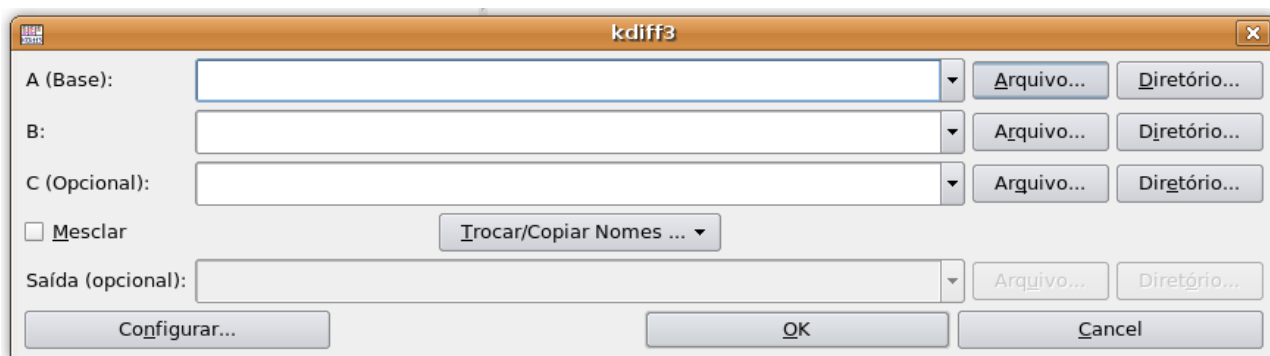 kdiff3
A (Base): Arquivo... Diretório...
B: Arquivo... Diretório...
C (Opcional): Arquivo... Diretório...
Mesclar Trocar/Copiar Nomes ...
Saída (opcional): Arquivo... Diretório...
Configurar... OK Cancel